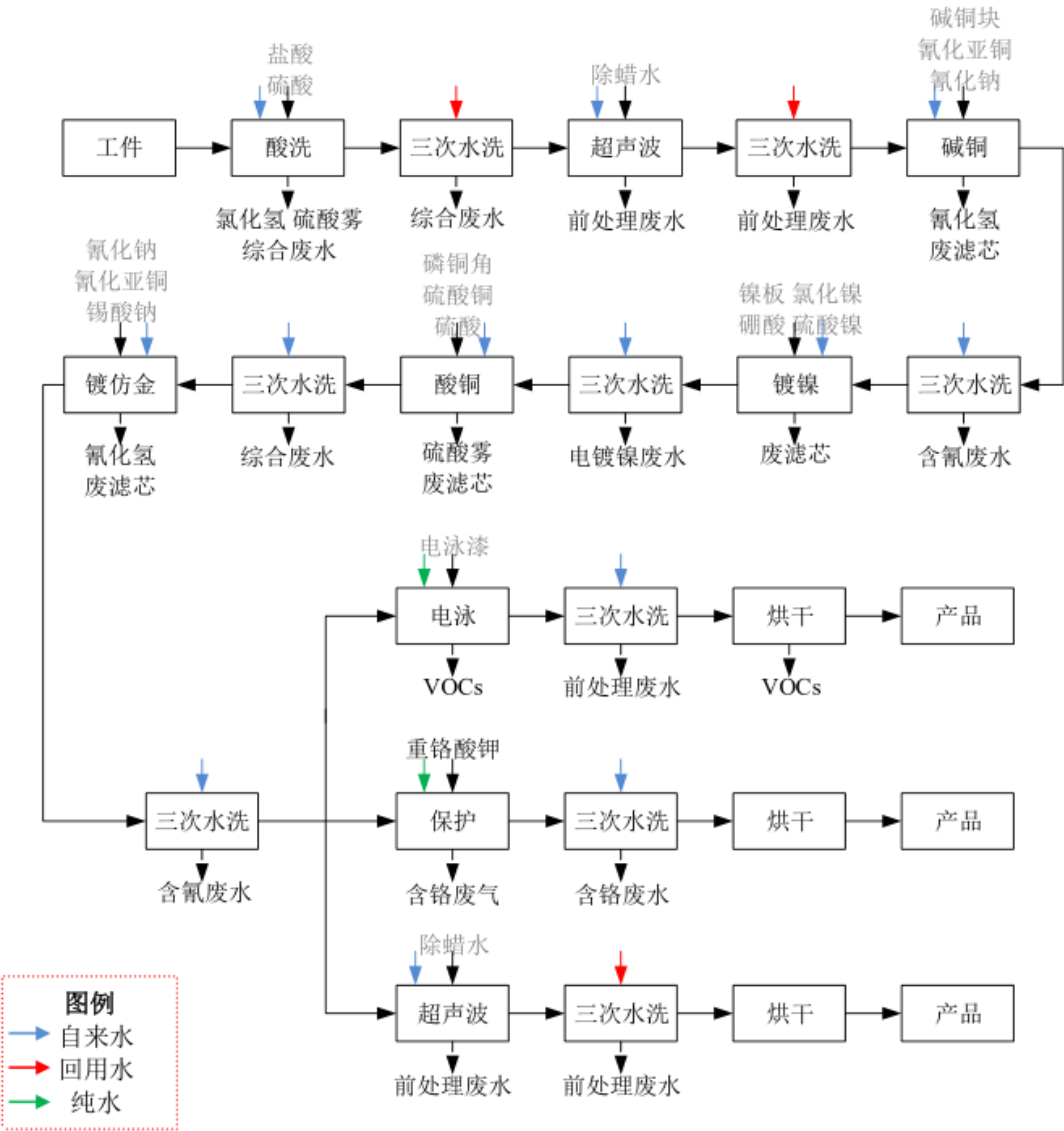 盐酸
硫酸
除蜡水
碱铜块
氰化亚铜
氰化钠
工件
酸洗
三次水洗
超声波
三次水洗
碱铜
氯化氢 硫酸雾
综合废水
综合废水
前处理废水
前处理废水
氰化氢
废滤芯
氰化钠
氰化亚铜
锡酸钠
磷铜角
硫酸铜
硫酸
镍板 氯化镍
硼酸 硫酸镍
镀仿金
三次水洗
酸铜
三次水洗
镀镍
三次水洗
氰化氢
废滤芯
综合废水
硫酸雾
废滤芯
电镀镍废水
废滤芯
含氰废水
电泳漆
电泳
三次水洗
烘干
产品
VOCs
前处理废水
VOCs
重铬酸钾
三次水洗
保护
三次水洗
烘干
产品
含氰废水
含铬废气
含铬废水
除蜡水
超声波
三次水洗
烘干
产品
前处理废水
前处理废水
图例
自来水
回用水
纯水